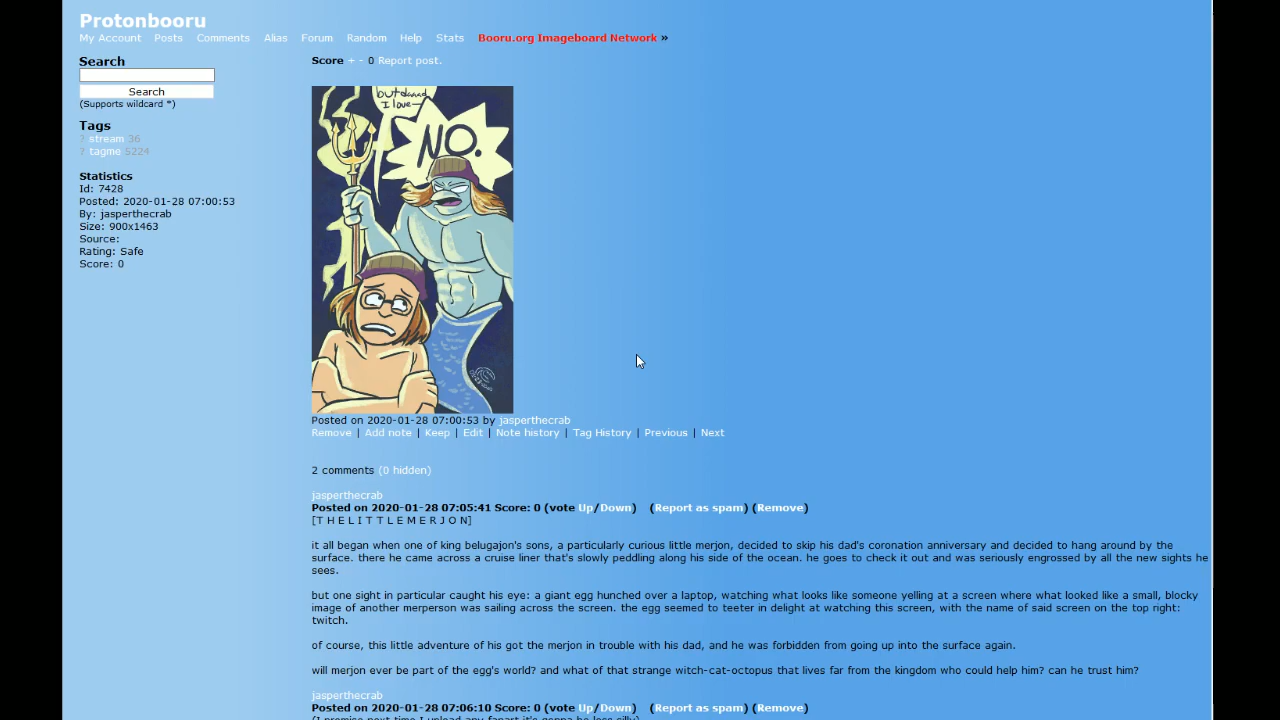 Protonbooru
My Account Posts Comments Alias Forum Random Help Stats Booru.org Imageboard Network »
Search
Search
(Supports wildcard *)
Tags
? stream 36
? tagme 5224
Statistics
Id: 7428
Posted: 2020-01-28 07:00:53
By: jasperthecrab
Size: 900x1463
Source:
Rating: Safe
Score: 0
Score + - 0 Report post.
but daaad
I love—
NO.
Posted on 2020-01-28 07:00:53 by jasperthecrab
Remove | Add note | Keep | Edit | Note history | Tag History | Previous | Next
2 comments (0 hidden)
jasperthecrab
Posted on 2020-01-28 07:05:41 Score: 0 (vote Up/Down) (Report as spam) (Remove)
[T H E L I T T L E M E R J O N]
it all began when one of king belugajon's sons, a particularly curious little merjon, decided to skip his dad's coronation anniversary and decided to hang around by the
surface. there he came across a cruise liner that's slowly peddling along his side of the ocean. he goes to check it out and was seriously engrossed by all the new sights he
sees.
but one sight in particular caught his eye: a giant egg hunched over a laptop, watching what looks like someone yelling at a screen where what looked like a small, blocky
image of another merperson was sailing across the screen. the egg seemed to teeter in delight at watching this screen, with the name of said screen on the top right:
twitch.
of course, this little adventure of his got the merjon in trouble with his dad, and he was forbidden from going up into the surface again.
will merjon ever be part of the egg's world? and what of that strange witch-cat-octopus that lives far from the kingdom who could help him? can he trust him?
jasperthecrab
Posted on 2020-01-28 07:06:10 Score: 0 (vote Up/Down) (Report as spam) (Remove)
(I promise next time I upload any fanart it's gonna be less silly)